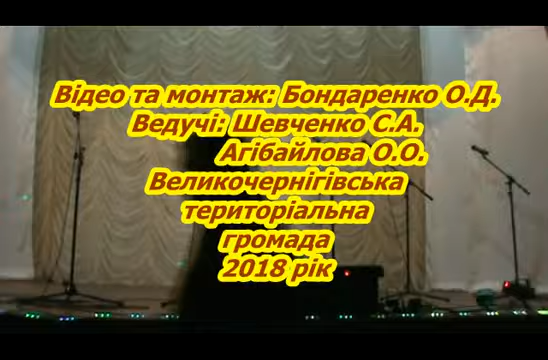 Відео та монтаж: Бондаренко О.Д.
Ведучі: Шевченко С.А.
Агібайлова О.О.
Великочернігівська
територіальна
громада
2018 рік